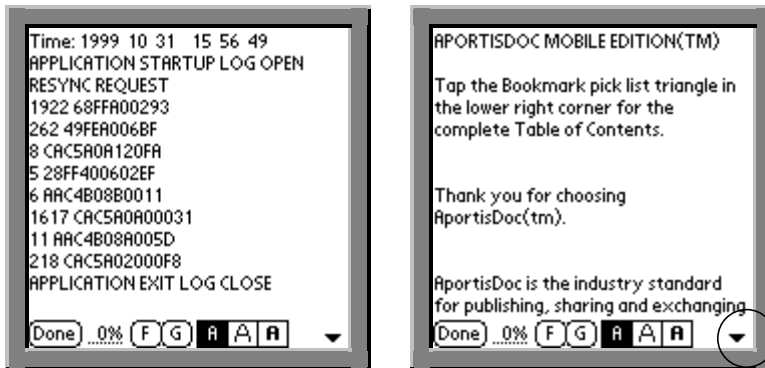 Time: 1999 10 31 15 56 49
APPLICATION STARTUP LOG OPEN
RESYNC REQUEST
1922 68FFA00293
262 49FEA006BF
8 CAC5A0A120FA
5 28FF400602EF
6 AAC4B08B0011
1617 CAC5A0A00031
11 AAC4B08A005D
218 CAC5A02000F8
APPLICATION EXIT LOG CLOSE
Done 0% F G A A A
APORTISDOC MOBILE EDITION(TM)
Tap the Bookmark pick list triangle in
the lower right corner for the
complete Table of Contents.
Thank you for choosing
AportisDoc(tm).
AportisDoc is the industry standard
for publishing, sharing and exchanging
Done 0% F G A A A